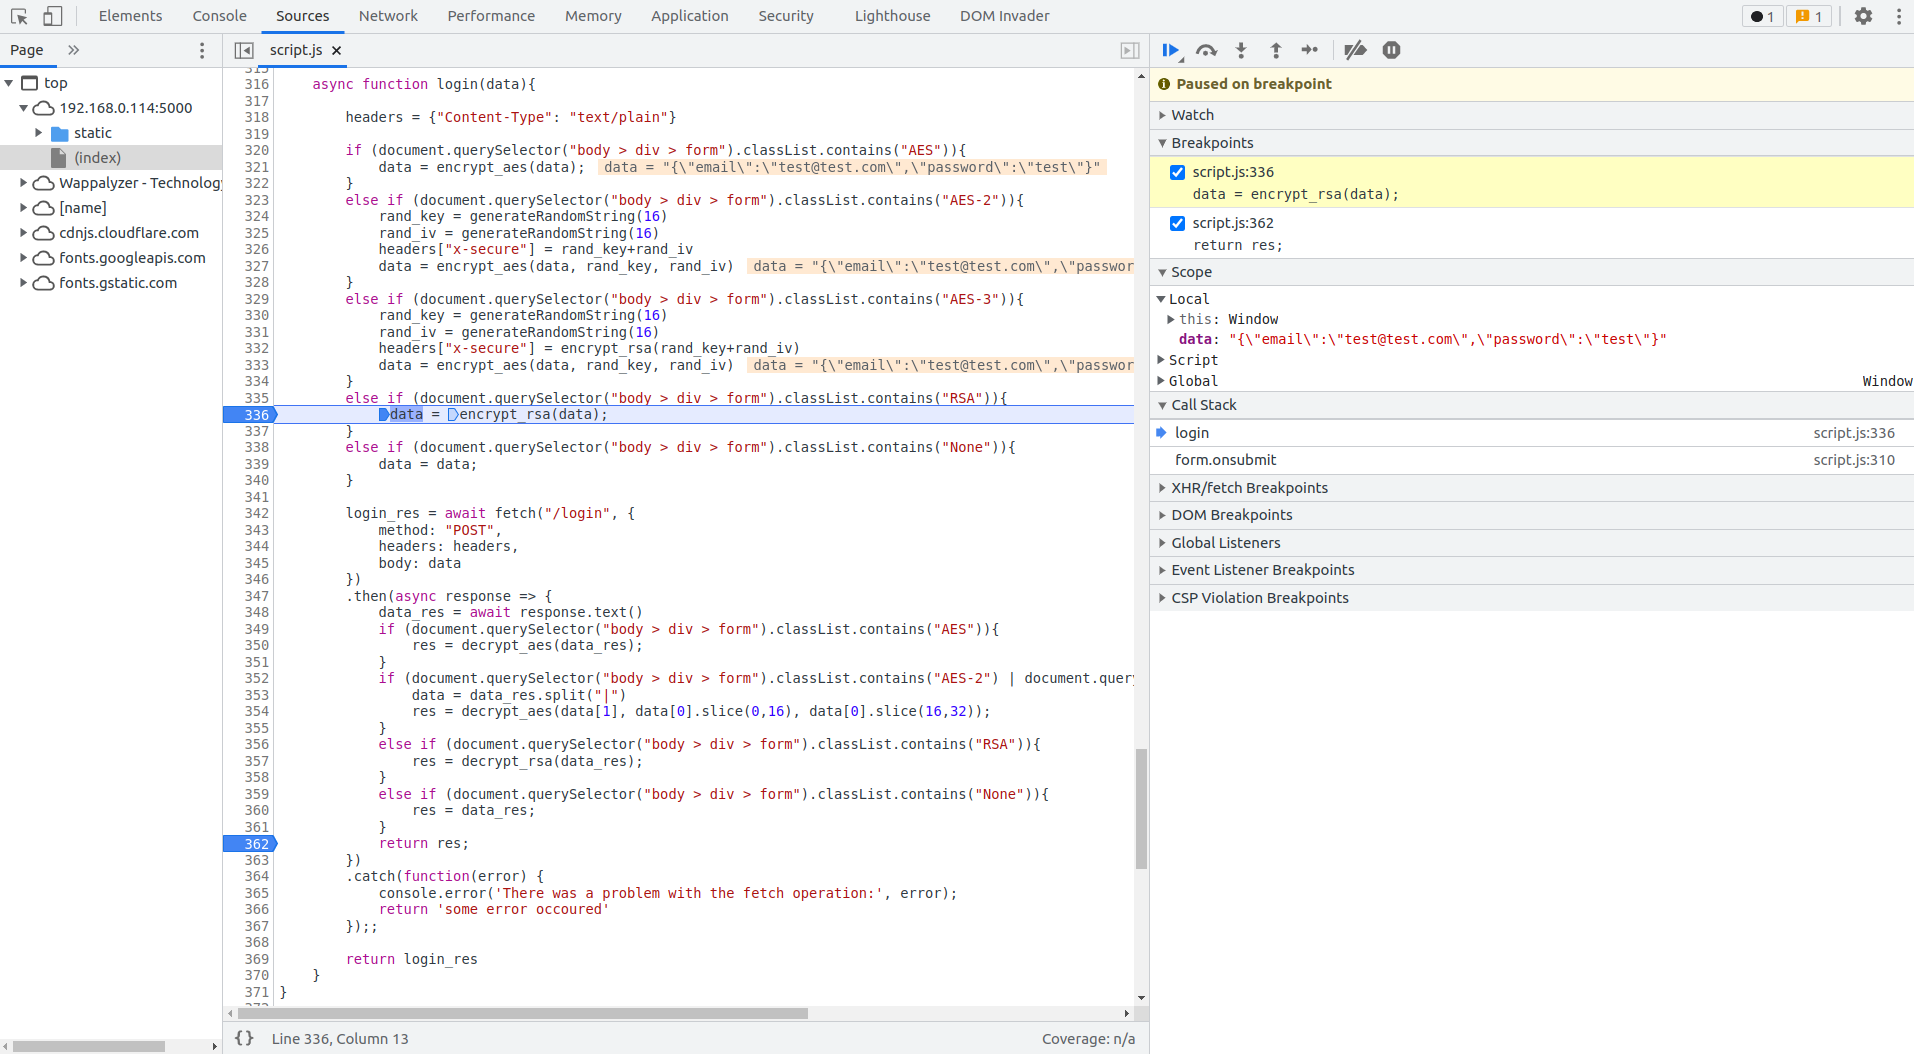 Elements Console Sources Network Performance Memory Application Security Lighthouse DOM Invader 1 1
Page
script.js
top
192.168.0.114:5000
static
(index)
Wappalyzer - Technology
[name]
cdnjs.cloudflare.com
fonts.googleapis.com
fonts.gstatic.com
315
316 async function login(data){
317
318 headers = {"Content-Type": "text/plain"}
319
320 if (document.querySelector("body > div > form").classList.contains("AES")){
321 data = encrypt_aes(data); data = "{\"email\":\"test@test.com\",\"password\":\"test\"}"
322 }
323 else if (document.querySelector("body > div > form").classList.contains("AES-2")){
324 rand_key = generateRandomString(16)
325 rand_iv = generateRandomString(16)
326 headers["x-secure"] = rand_key+rand_iv
327 data = encrypt_aes(data, rand_key, rand_iv) data = "{\"email\":\"test@test.com\",\"passwor
328 }
329 else if (document.querySelector("body > div > form").classList.contains("AES-3")){
330 rand_key = generateRandomString(16)
331 rand_iv = generateRandomString(16)
332 headers["x-secure"] = encrypt_rsa(rand_key+rand_iv)
333 data = encrypt_aes(data, rand_key, rand_iv) data = "{\"email\":\"test@test.com\",\"passwor
334 }
335 else if (document.querySelector("body > div > form").classList.contains("RSA")){
336 data = encrypt_rsa(data);
337 }
338 else if (document.querySelector("body > div > form").classList.contains("None")){
339 data = data;
340 }
341
342 login_res = await fetch("/login", {
343 method: "POST",
344 headers: headers,
345 body: data
346 })
347 .then(async response => {
348 data_res = await response.text()
349 if (document.querySelector("body > div > form").classList.contains("AES")){
350 res = decrypt_aes(data_res);
351 }
352 if (document.querySelector("body > div > form").classList.contains("AES-2") | document.query
353 data = data_res.split("|")
354 res = decrypt_aes(data[1], data[0].slice(0,16), data[0].slice(16,32));
355 }
356 else if (document.querySelector("body > div > form").classList.contains("RSA")){
357 res = decrypt_rsa(data_res);
358 }
359 else if (document.querySelector("body > div > form").classList.contains("None")){
360 res = data_res;
361 }
362 return res;
363 })
364 .catch(function(error) {
365 console.error('There was a problem with the fetch operation:', error);
366 return 'some error occoured'
367 });;
368
369 return login_res
370 }
371 }
372
{} Line 336, Column 13 Coverage: n/a
Paused on breakpoint
Watch
Breakpoints
script.js:336
data = encrypt_rsa(data);
script.js:362
return res;
Scope
Local
this: Window
data: "{\"email\":\"test@test.com\",\"password\":\"test\"}"
Script
Global Window
Call Stack
login script.js:336
form.onsubmit script.js:310
XHR/fetch Breakpoints
DOM Breakpoints
Global Listeners
Event Listener Breakpoints
CSP Violation Breakpoints